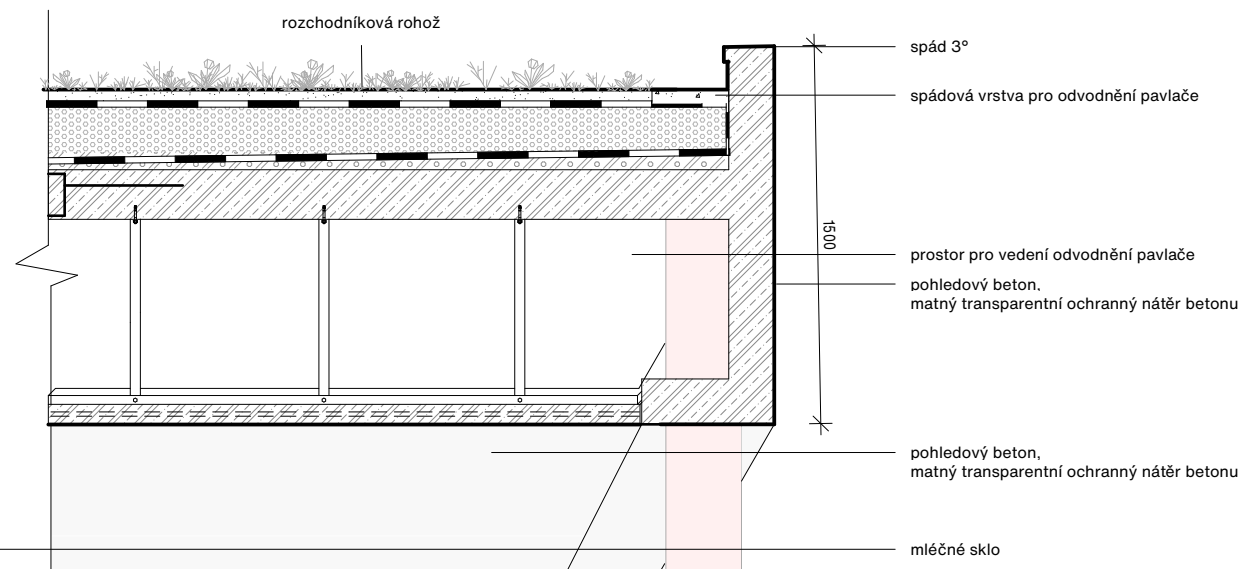 rozchodníková rohož
spád 3°
spádová vrstva pro odvodnění pavlače
1500
prostor pro vedení odvodnění pavlače
pohledový beton,
matný transparentní ochranný nátěr betonu
pohledový beton,
matný transparentní ochranný nátěr betonu
mléčné sklo